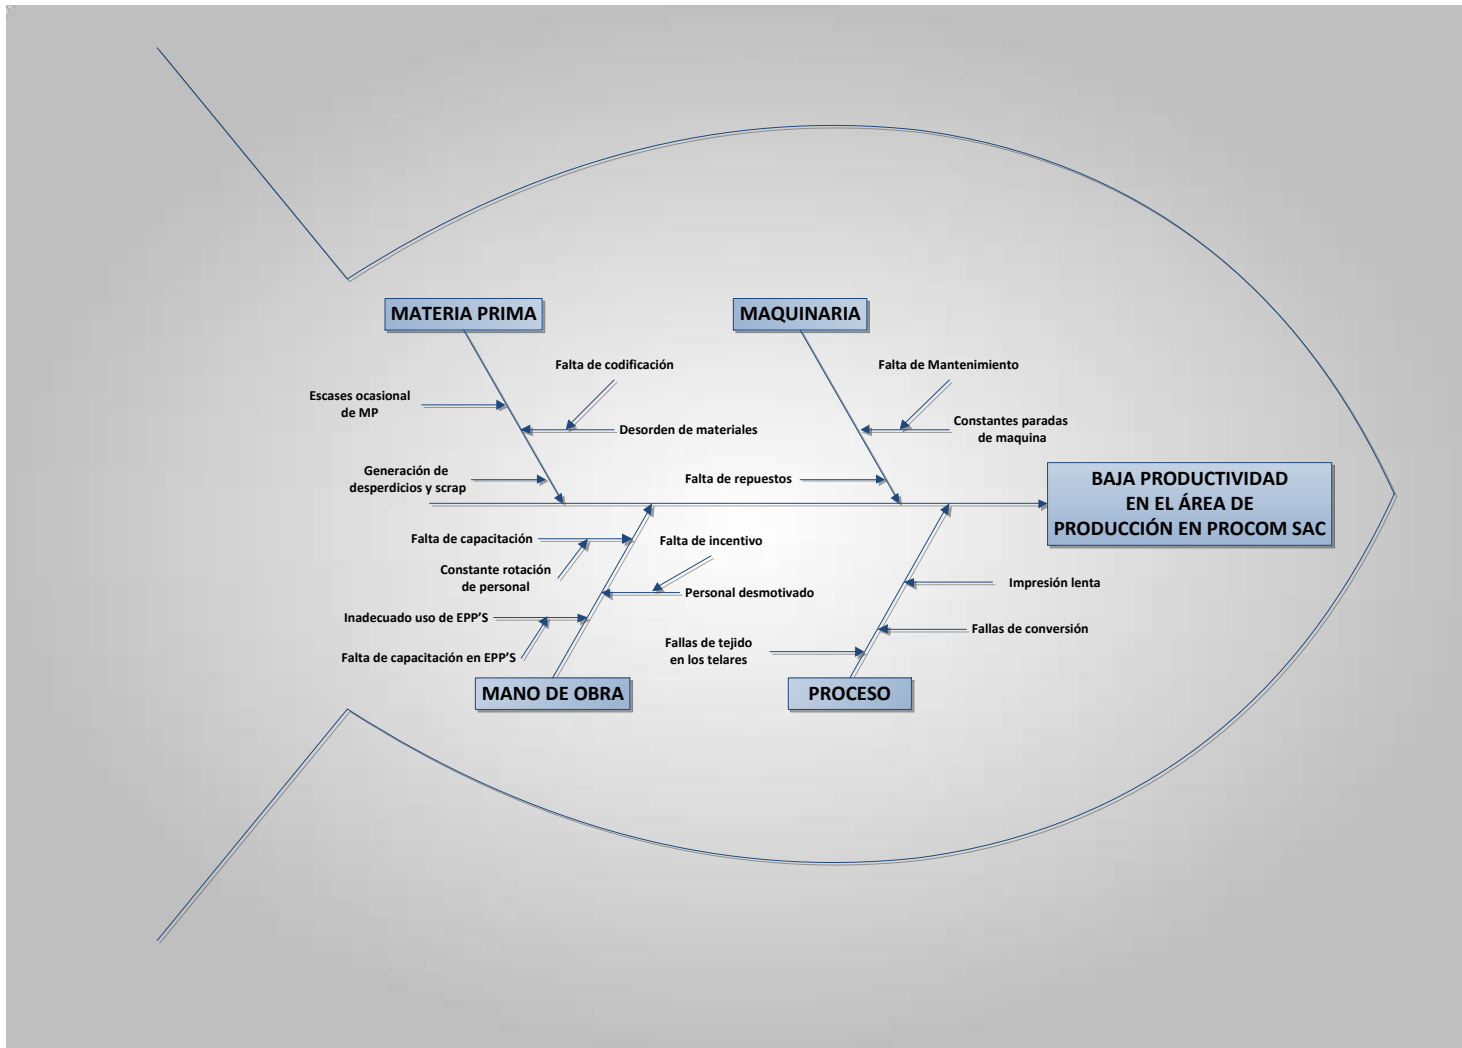 MATERIA PRIMA
MAQUINARIA
Falta de codificación
Falta de Mantenimiento
Escases ocasional
de MP
Desorden de materiales
Constantes paradas
de maquina
Generación de
desperdicios y scrap
Falta de repuestos
BAJA PRODUCTIVIDAD
EN EL ÁREA DE
PRODUCCIÓN EN PROCOM SAC
Falta de capacitación
Falta de incentivo
Constante rotación
de personal
Impresión lenta
Personal desmotivado
Inadecuado uso de EPP'S
Fallas de conversión
Fallas de tejido
en los telares
Falta de capacitación en EPP'S
MANO DE OBRA
PROCESO